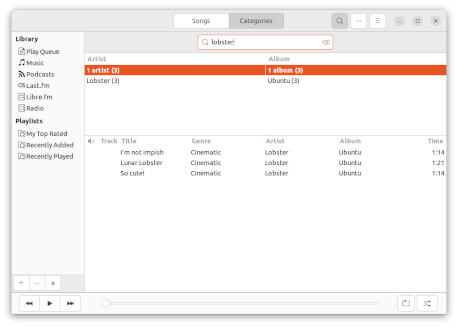 Songs Categories
Library
Play Queue
Music
Podcasts
Last.fm
Libre.fm
Radio
Playlists
My Top Rated
Recently Added
Recently Played
lobster
Artist Album
1 artist (3) 1 album (3)
Lobster (3) Ubuntu (3)
Track Title Genre Artist Album Time
I'm not impish Cinematic Lobster Ubuntu 1:14
Lunar Lobster Cinematic Lobster Ubuntu 1:21
So cute! Cinematic Lobster Ubuntu 1:14